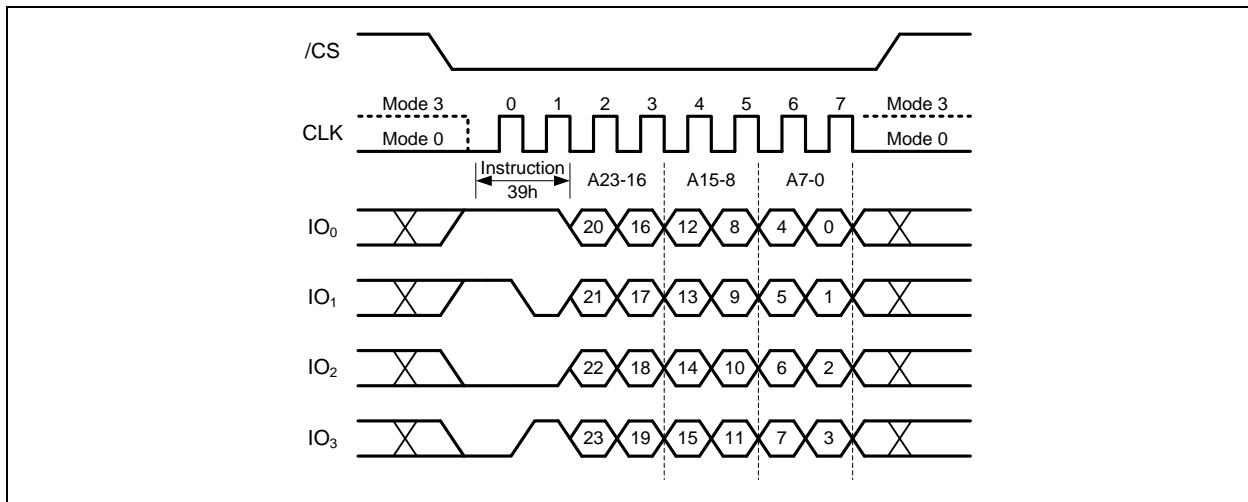 /CS
Mode 3 0 1 2 3 4 5 6 7 Mode 3
CLK
Mode 0 Mode 0
Instruction A23-16 A15-8 A7-0
39h
IO₀ 20 16 12 8 4 0
IO₁ 21 17 13 9 5 1
IO₂ 22 18 14 10 6 2
IO₃ 23 19 15 11 7 3